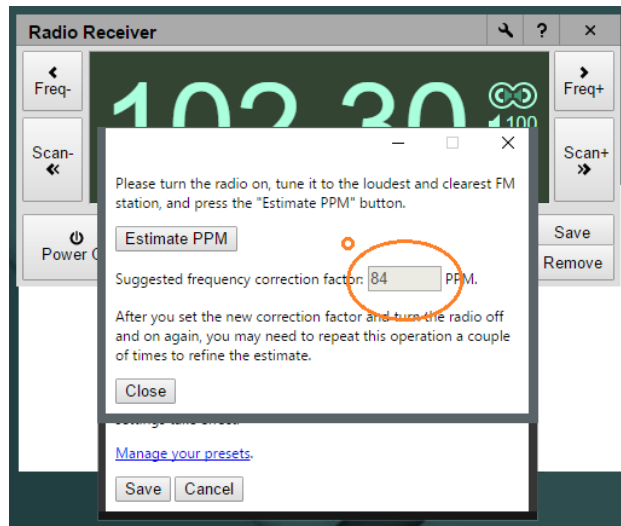 Radio Receiver
?
×
Freq-
102.30
Freq+
100
Scan-
Scan+
Please turn the radio on, tune it to the loudest and clearest FM
station, and press the "Estimate PPM" button.
Estimate PPM
Power
Save
Remove
Suggested frequency correction factor: 84 PPM.
After you set the new correction factor and turn the radio off
and on again, you may need to repeat this operation a couple
of times to refine the estimate.
Close
Manage your presets.
Save Cancel